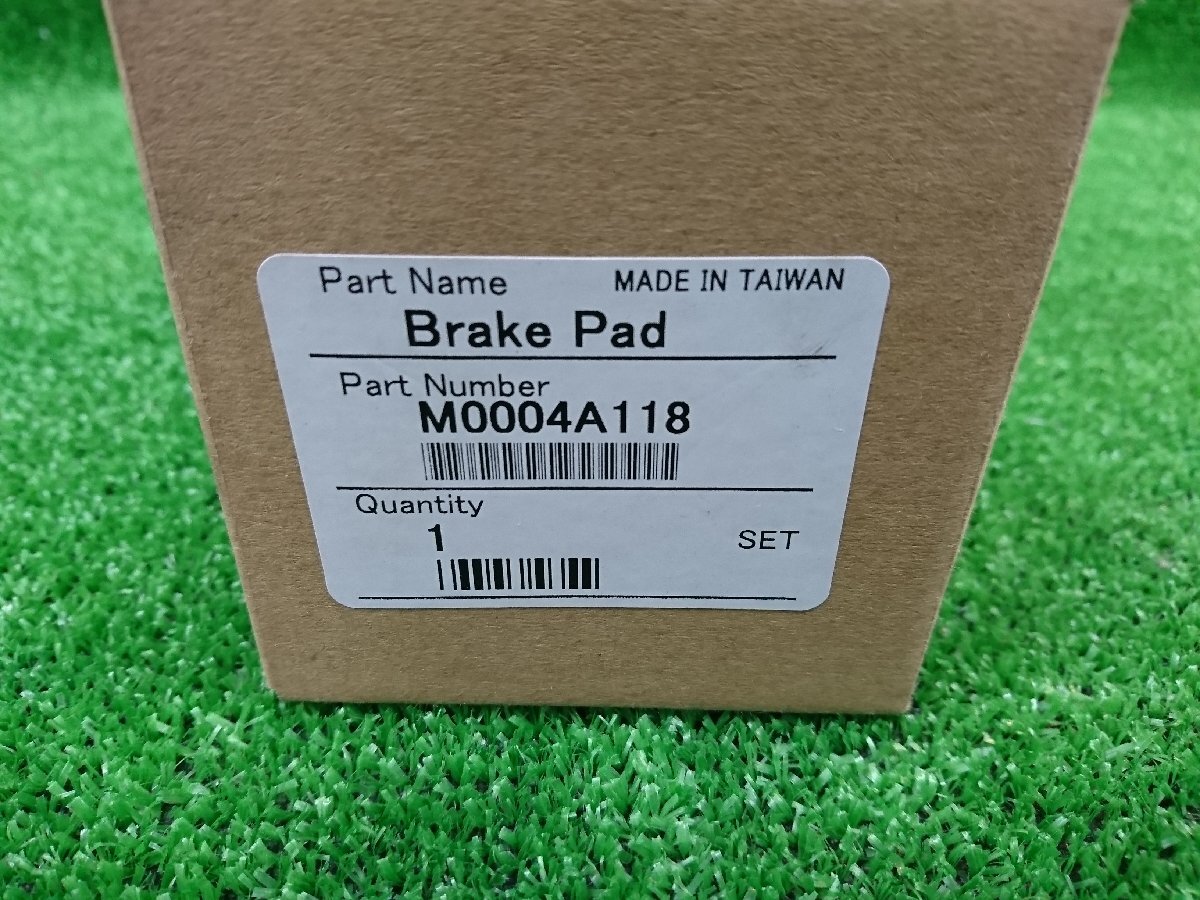 Part Name MADE IN TAIWAN
Brake Pad
Part Number
M0004A118
Quantity
1 SET